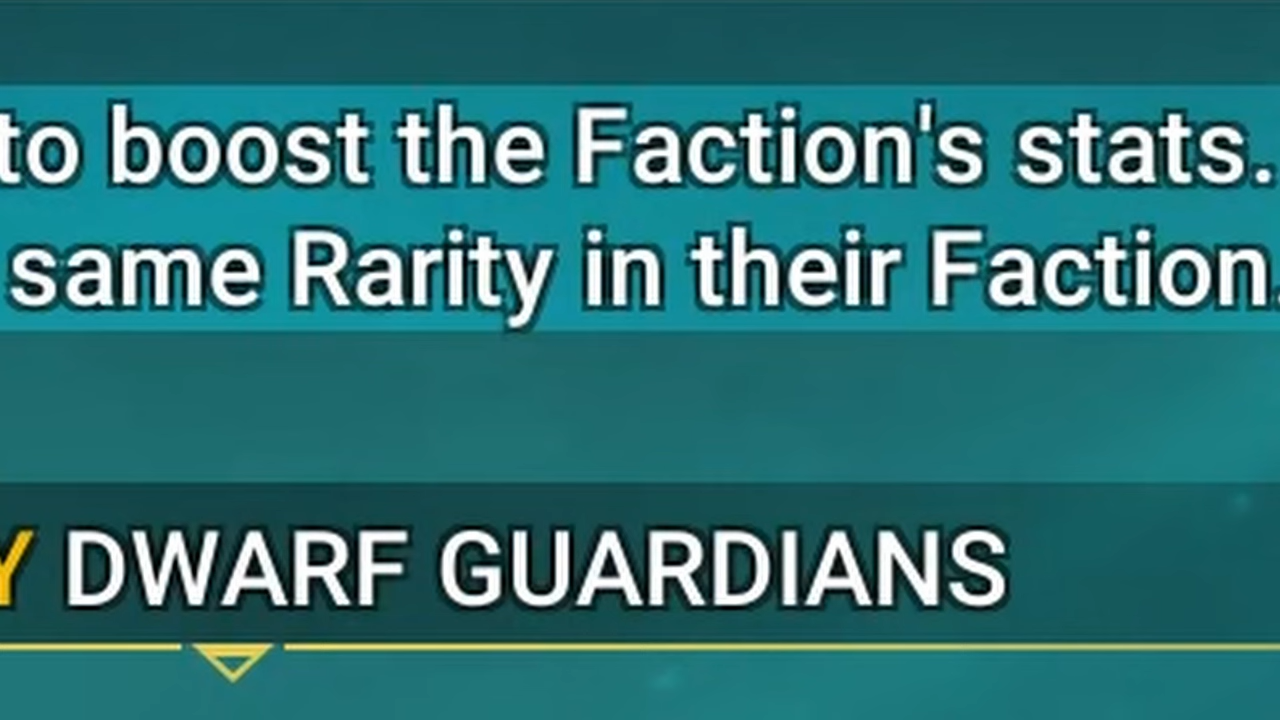 to boost the Faction's stats.
same Rarity in their Faction.
Y DWARF GUARDIANS